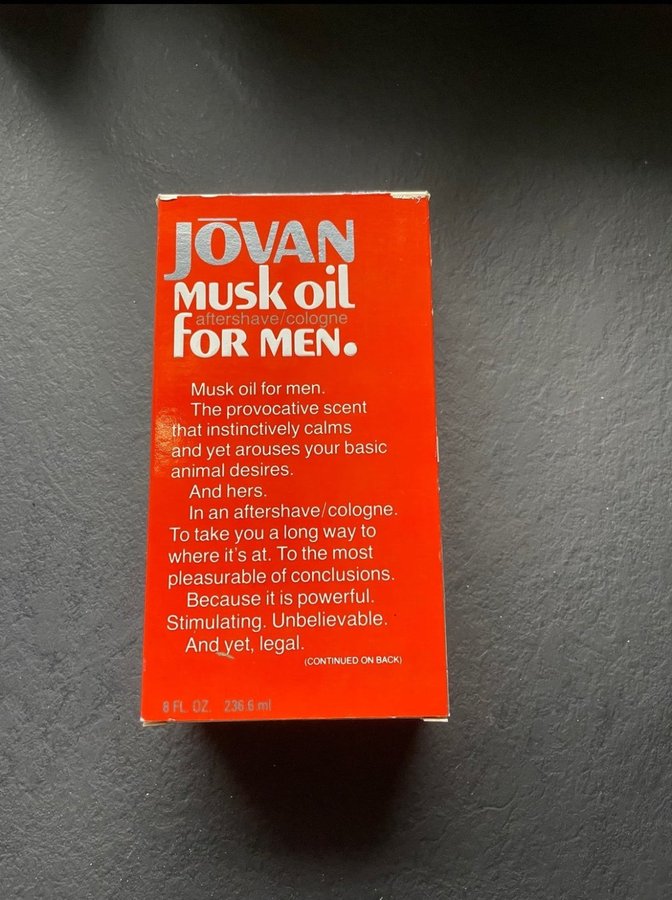 JŌVAN
MUSk oil
aftershave/cologne
foR MEN.
Musk oil for men.
The provocative scent
that instinctively calms
and yet arouses your basic
animal desires.
And hers.
In an aftershave/cologne.
To take you a long way to
where it's at. To the most
pleasurable of conclusions.
Because it is powerful.
Stimulating. Unbelievable.
And yet, legal.
(CONTINUED ON BACK)
8 FL. OZ. 236.6 ml